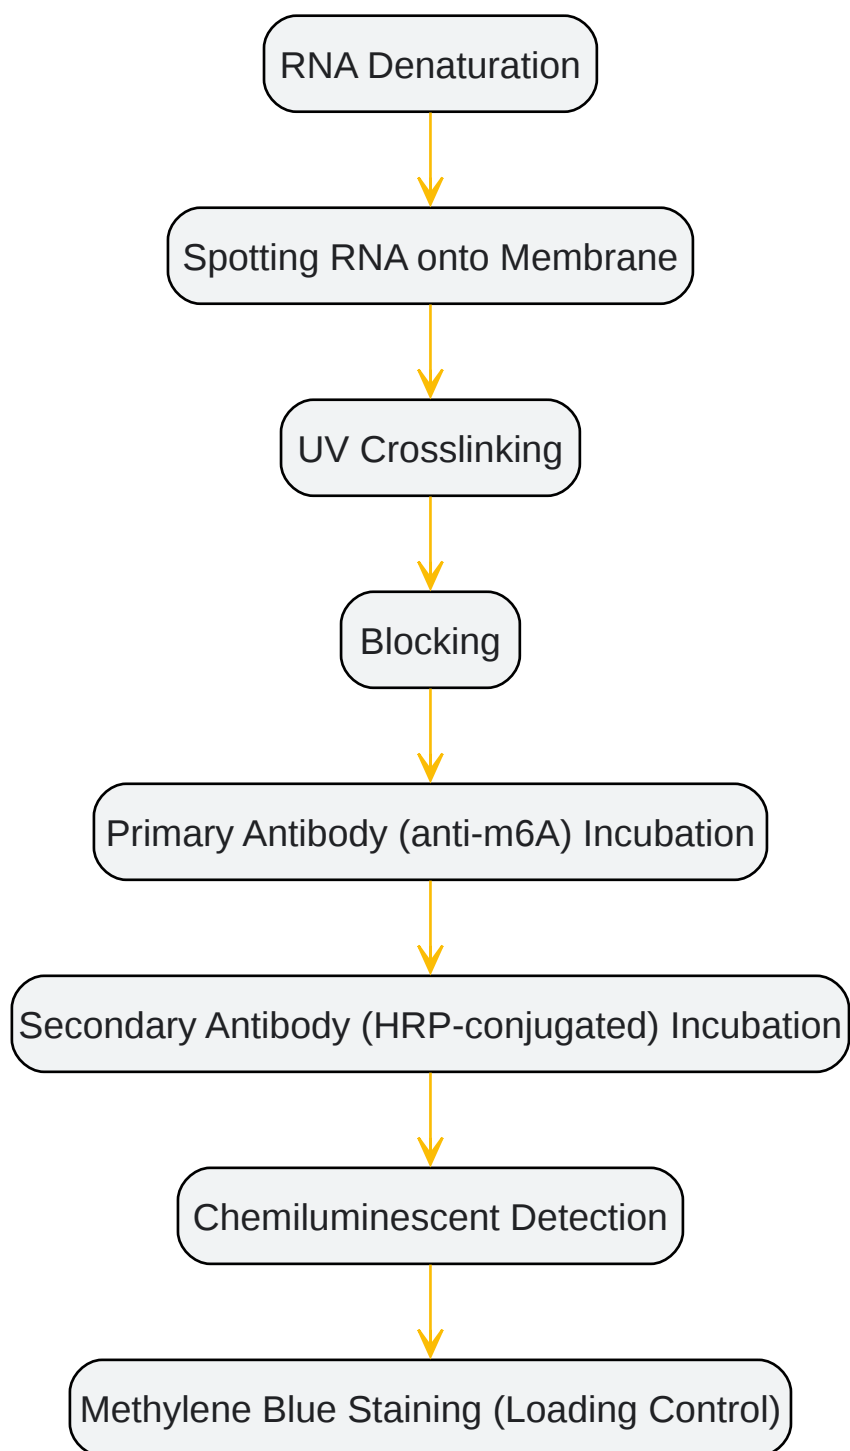 RNA Denaturation
Spotting RNA onto Membrane
UV Crosslinking
Blocking
Primary Antibody (anti-m6A) Incubation
Secondary Antibody (HRP-conjugated) Incubation
Chemiluminescent Detection
Methylene Blue Staining (Loading Control)